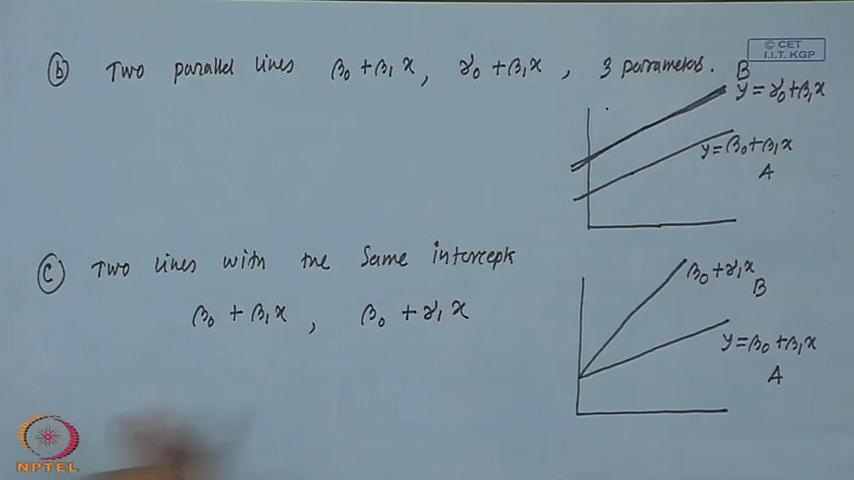 ⓑ Two parallel lines β₀ + β₁x, γ₀ + β₁x, 3 parameters.
© CET
I.I.T. KGP
B
y = γ₀ + β₁x
y = β₀ + β₁x
A
ⓒ Two lines with the same intercept
β₀ + β₁x, β₀ + γ₁x
β₀ + γ₁x
B
y = β₀ + β₁x
A
NPTEL